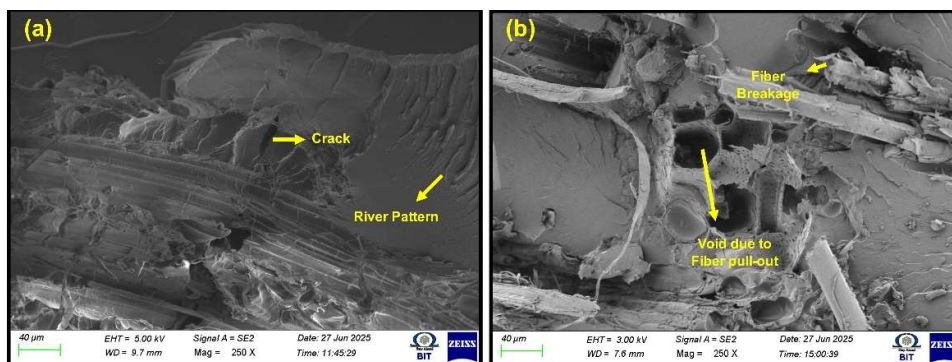 (a)
Crack
River Pattern
40 µm
EHT = 5.00 kV
Signal A = SE2
Date: 27 Jun 2025
WD = 9.7 mm
Mag = 250 X
Time: 11:45:29
BIT
ZEISS
(b)
Fiber
Breakage
Void due to
Fiber pull-out
40 µm
EHT = 3.00 kV
Signal A = SE2
Date: 27 Jun 2025
WD = 7.6 mm
Mag = 250 X
Time: 15:00:39
BIT
ZEISS